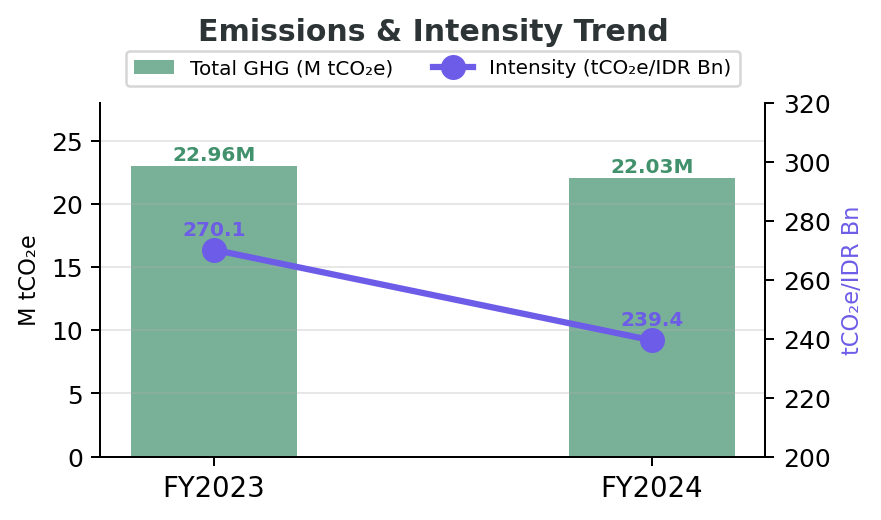 Emissions & Intensity Trend
Total GHG (M tCO₂e)
Intensity (tCO₂e/IDR Bn)
M tCO₂e
25
20
15
10
5
0
22.96M
270.1
22.03M
239.4
320
300
280
260
240
220
200
tCO₂e/IDR Bn
FY2023
FY2024